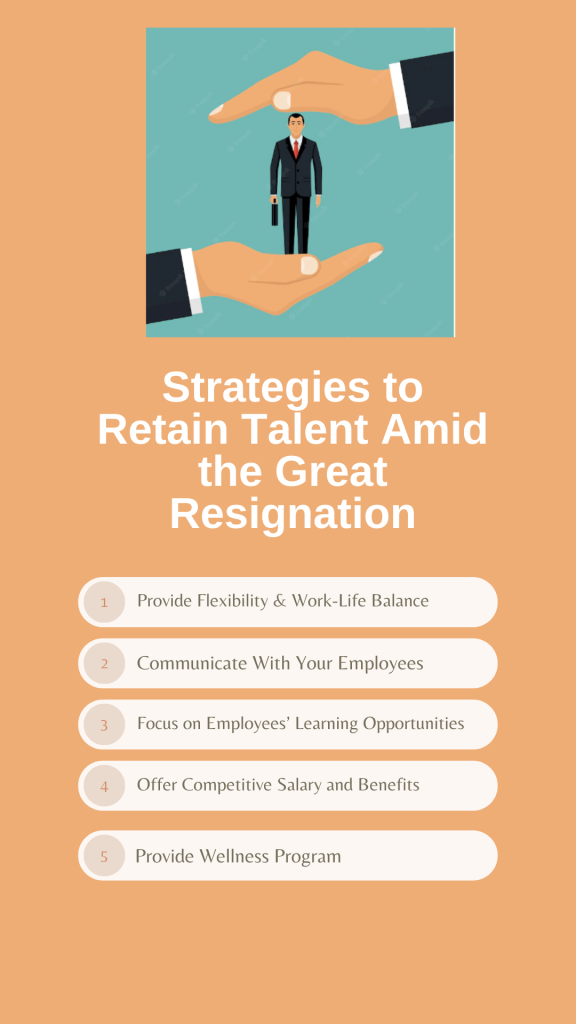 Strategies to
Retain Talent Amid
the Great
Resignation
1 Provide Flexibility & Work-Life Balance
2 Communicate With Your Employees
3 Focus on Employees’ Learning Opportunities
4 Offer Competitive Salary and Benefits
5 Provide Wellness Program